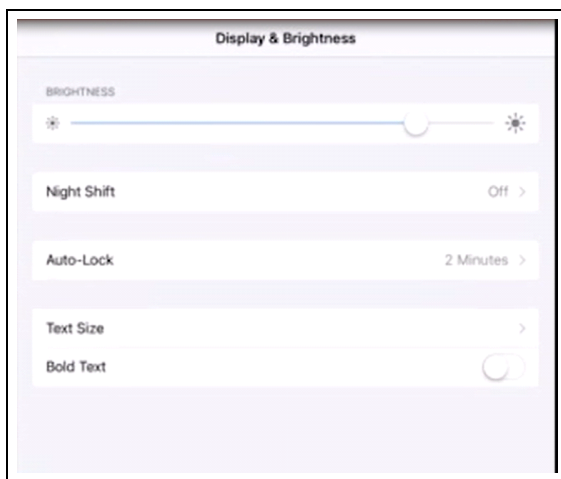 Display & Brightness
BRIGHTNESS
Night Shift Off
Auto-Lock 2 Minutes
Text Size
Bold Text